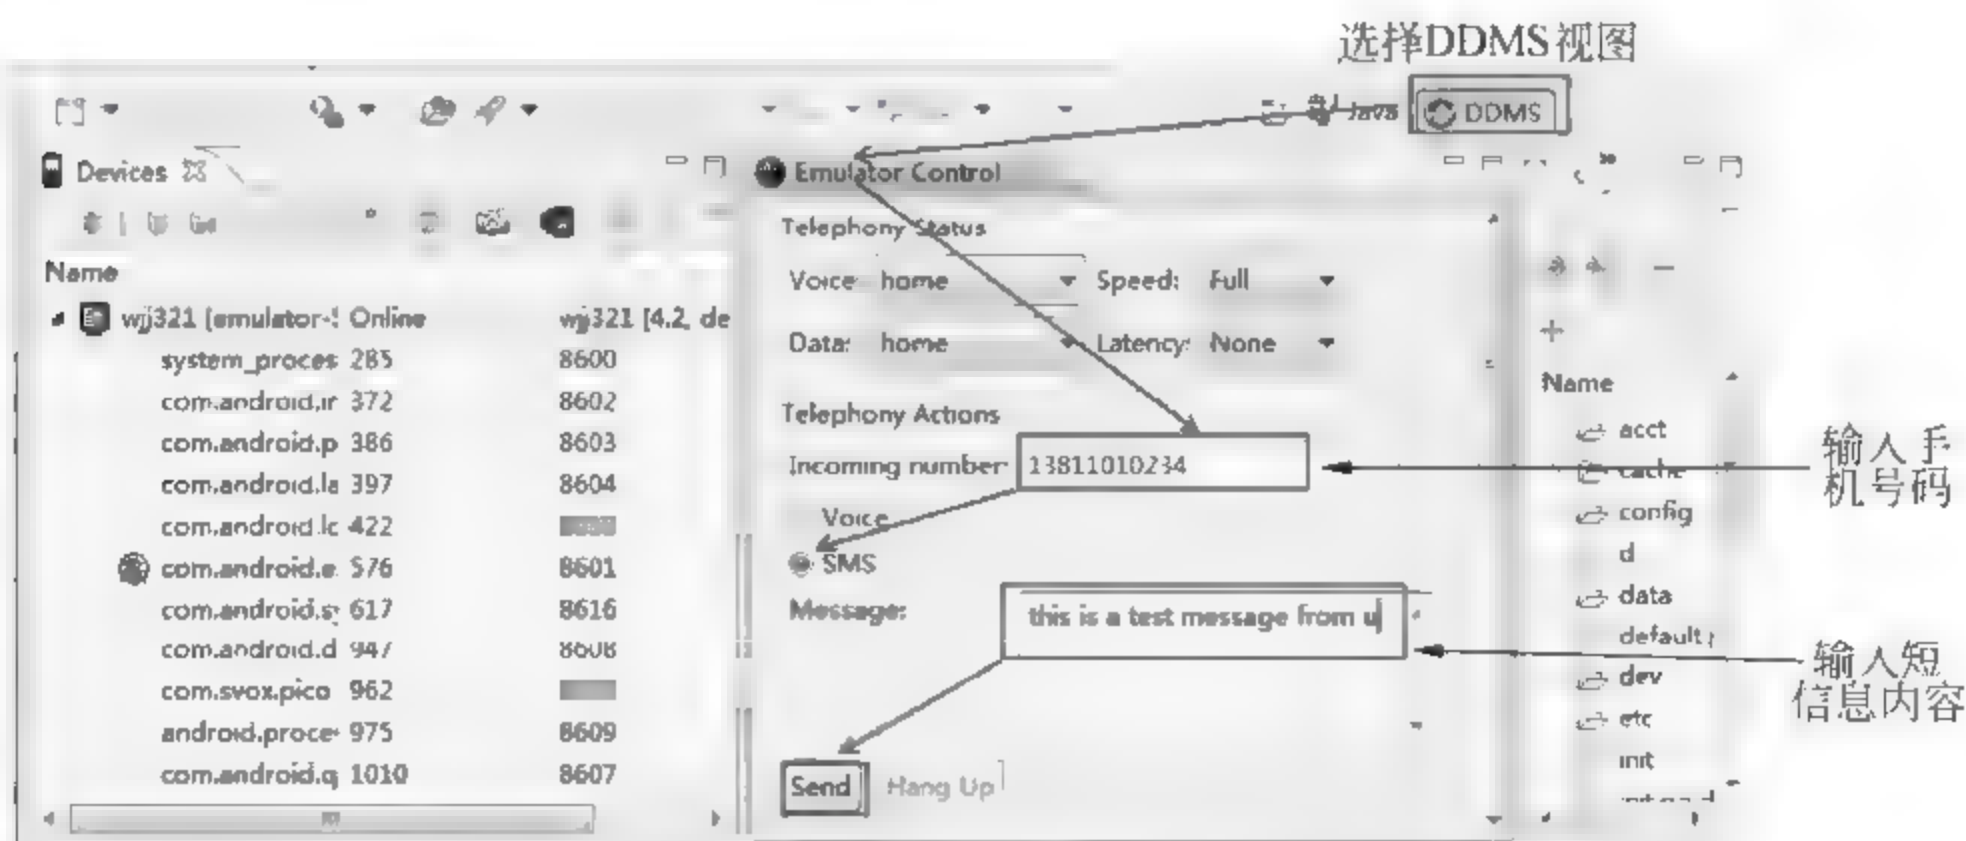 选择DDMS视图
Java DDMS
Devices
Emulator Control
Telephony Status
Name
Voice home Speed: Full
wjj321 [emulator- Online wjj321 [4.2, de
Data: home Latency: None
system_proces 285 8600
Name
com.android.ir 372 8602
Telephony Actions
acct
com.android.p 386 8603
输入手
机号码
Incoming number: 13811010234
cache
com.android.la 397 8604
Voice
config
com.android.lc 422
d
SMS
com.android.e 576 8601
data
Message: this is a test message from u
com.android.sy 617 8616
default.p
com.android.d 947 8608
输入短
信息内容
dev
com.svox.pico 962
etc
android.proce 975 8609
init
com.android.q 1010 8607
Send Hang Up